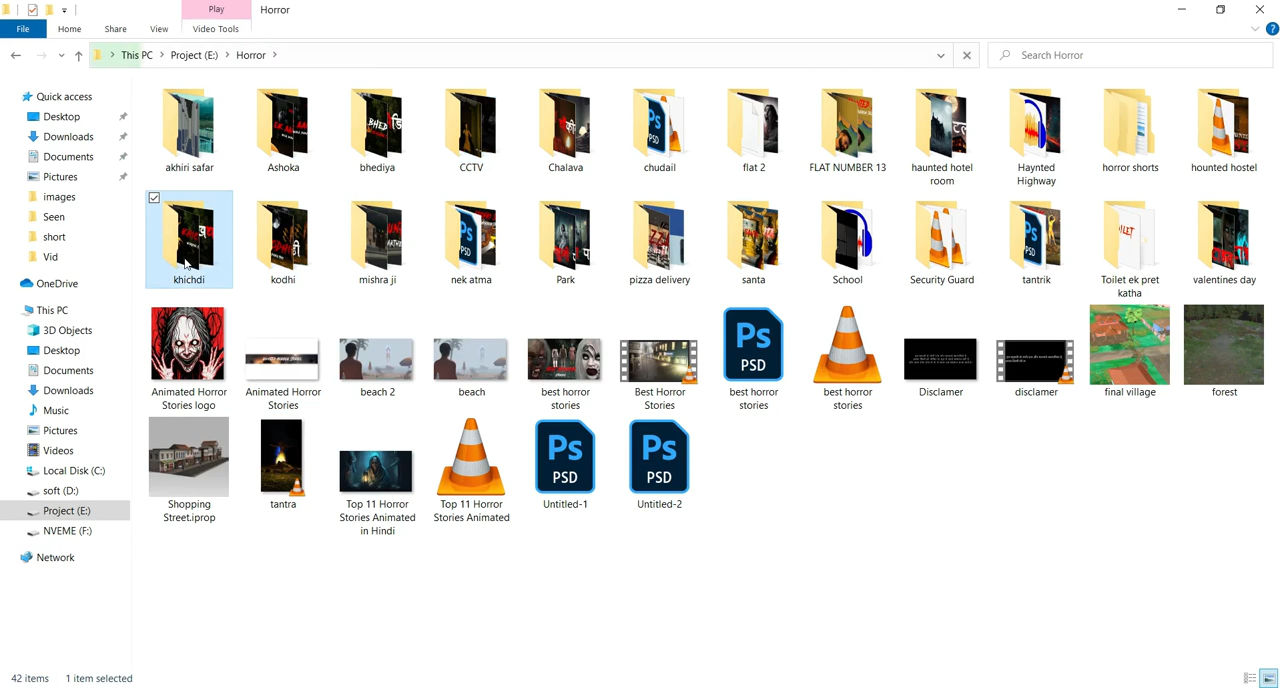 Play
Horror
File
Home
Share
View
Video Tools
This PC
Project (E:)
Horror
Search Horror
Quick access
Desktop
Downloads
Documents
Pictures
images
Seen
short
Vid
OneDrive
This PC
3D Objects
Desktop
Documents
Downloads
Music
Pictures
Videos
Local Disk (C:)
soft (D:)
Project (E:)
NVEME (F:)
Network
akhiri safar
Ashoka
bhediya
CCTV
Chalava
chudail
flat 2
FLAT NUMBER 13
haunted hotel
room
Haynted
Highway
horror shorts
hounted hostel
khichdi
kodhi
mishra ji
nek atma
Park
pizza delivery
santa
School
Security Guard
tantrik
Toilet ek pret
katha
valentines day
Animated Horror
Stories logo
Animated Horror
Stories
beach 2
beach
best horror
stories
Best Horror
Stories
Ps
PSD
best horror
stories
best horror
stories
Disclamer
disclamer
final village
forest
Shopping
Street.iprop
tantra
Top 11 Horror
Stories Animated
in Hindi
Top 11 Horror
Stories Animated
Ps
PSD
Untitled-1
Ps
PSD
Untitled-2
42 items
1 item selected